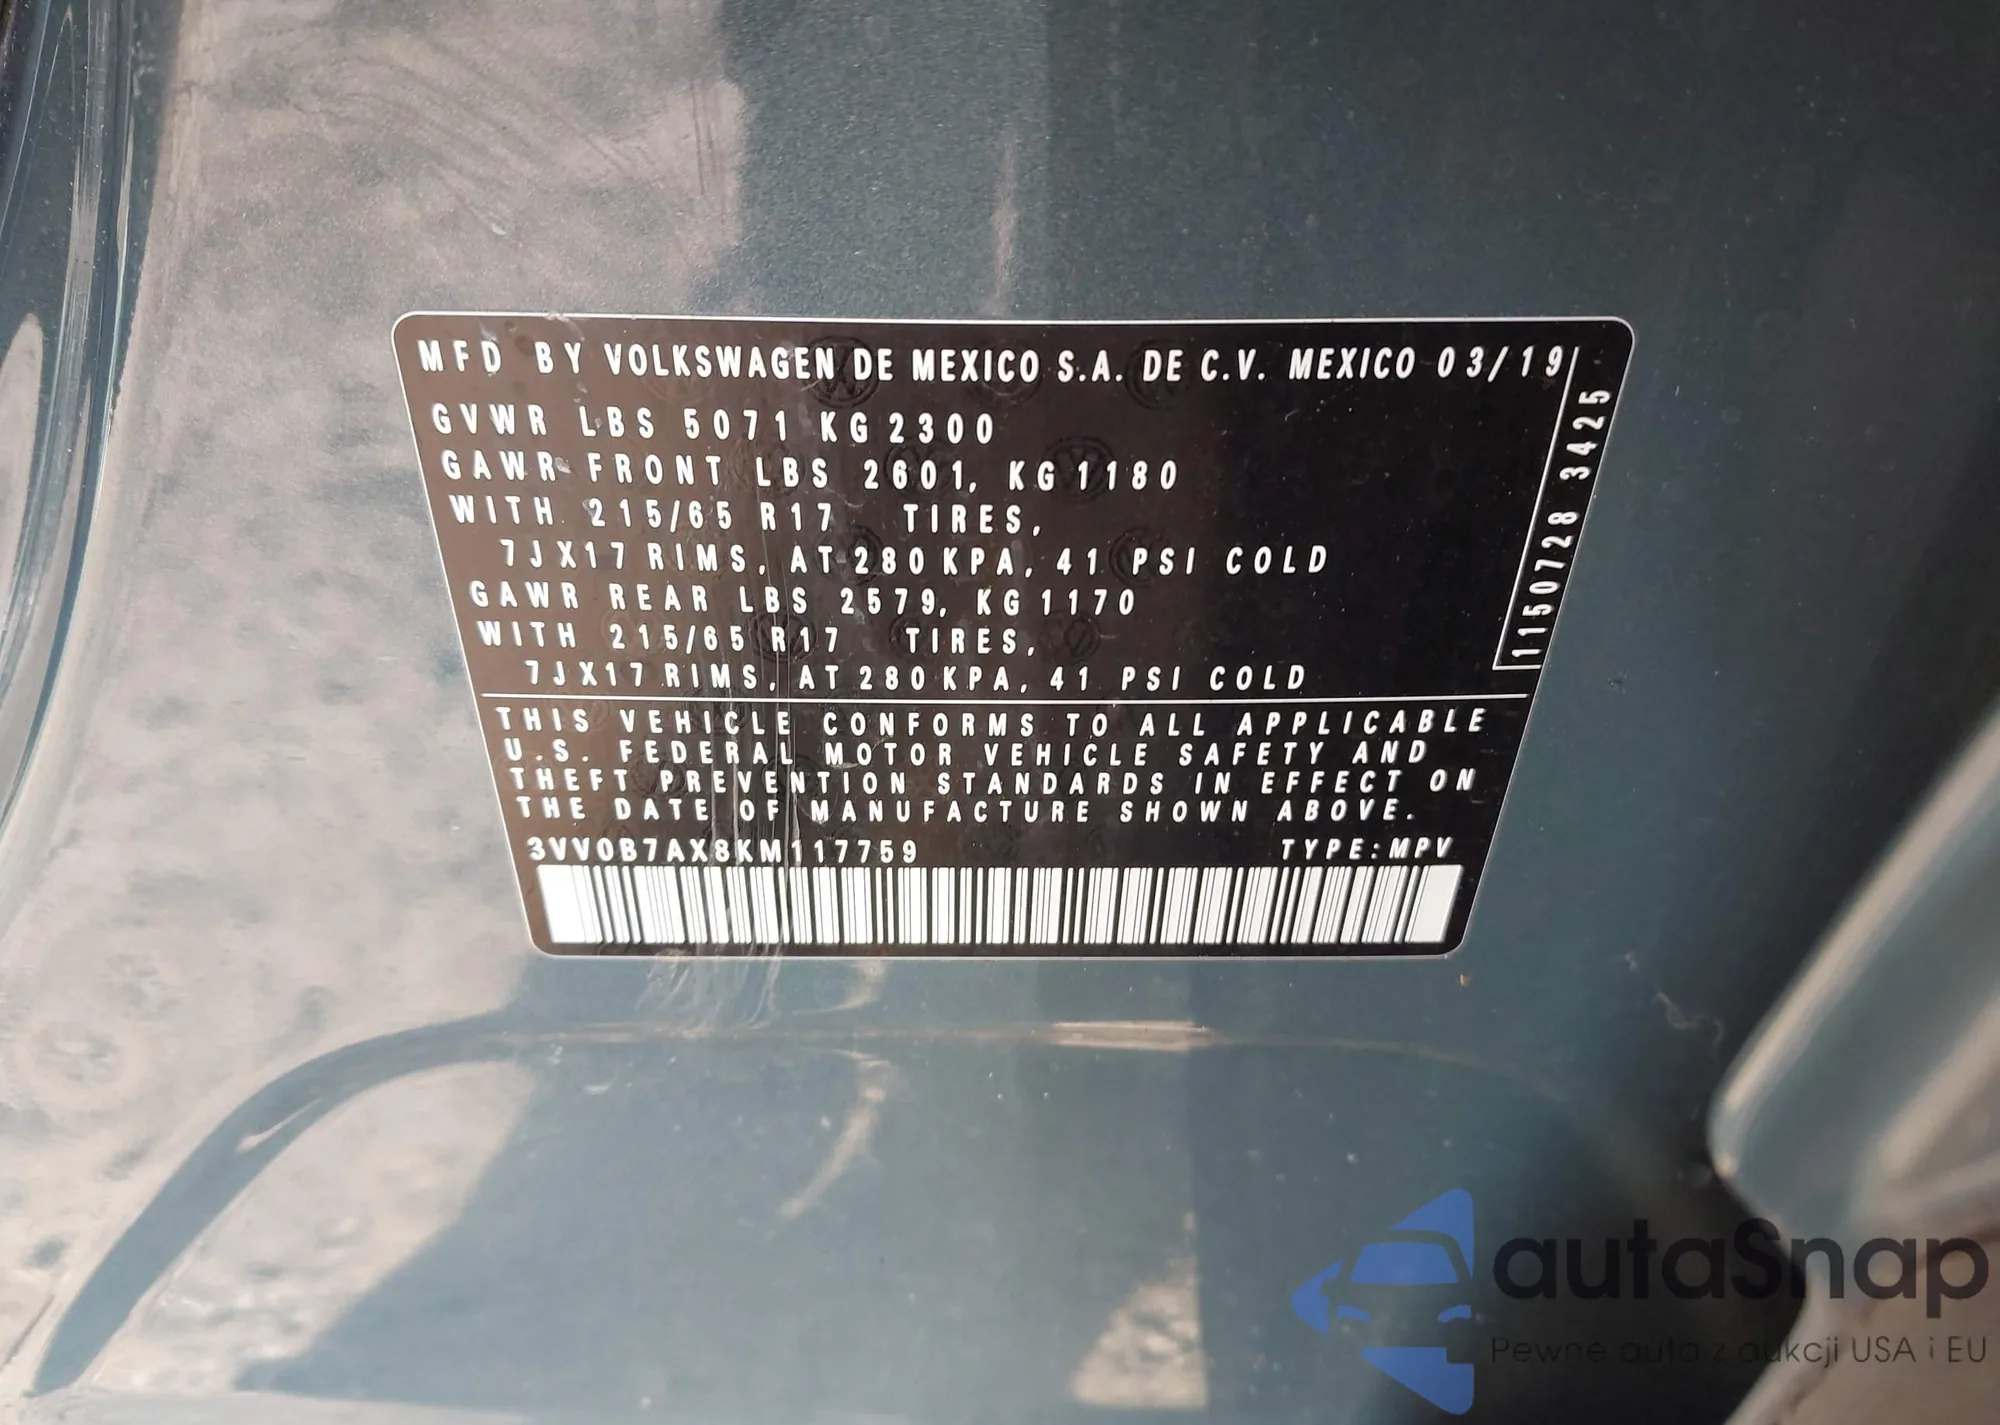 MFD BY VOLKSWAGEN DE MEXICO S.A. DE C.V. MEXICO 03/19
GVWR LBS 5071 KG 2300
GAWR FRONT LBS 2601, KG 1180
WITH 215/65 R17 TIRES,
7JX17 RIMS, AT 280 KPA, 41 PSI COLD
GAWR REAR LBS 2579, KG 1170
WITH 215/65 R17 TIRES,
7JX17 RIMS, AT 280 KPA, 41 PSI COLD
THIS VEHICLE CONFORMS TO ALL APPLICABLE
U.S. FEDERAL MOTOR VEHICLE SAFETY AND
THEFT PREVENTION STANDARDS IN EFFECT ON
THE DATE OF MANUFACTURE SHOWN ABOVE.
3VV0B7AX8KM117759 TYPE:MPV
1150728 3425
autaSnap
Pewne auta z aukcji USA i EU